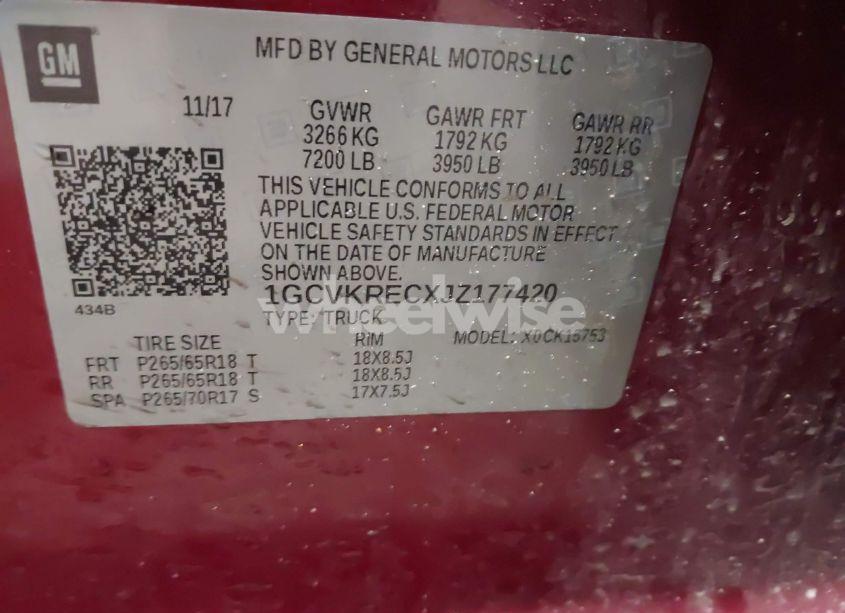 GM
MFD BY GENERAL MOTORS LLC
11/17 GVWR GAWR FRT GAWR RR
3266 KG 1792 KG 1792 KG
7200 LB 3950 LB 3950 LB
THIS VEHICLE CONFORMS TO ALL
APPLICABLE U.S. FEDERAL MOTOR
VEHICLE SAFETY STANDARDS IN EFFECT
ON THE DATE OF MANUFACTURE
SHOWN ABOVE.
434B
1GCVKRECXJZ177420
TYPE: TRUCK MODEL: X0CK15753
wheelwise
TIRE SIZE RIM
FRT P265/65R18 T 18X8.5J
RR P265/65R18 T 18X8.5J
SPA P265/70R17 S 17X7.5J